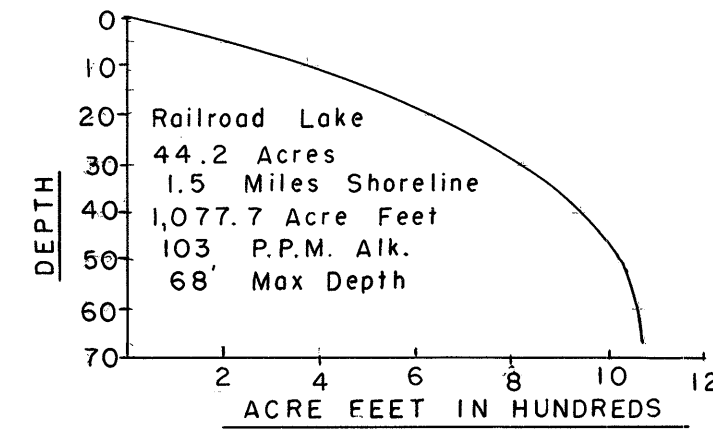 0
10
20
30
40
50
60
70
DEPTH
Railroad Lake
44.2 Acres
1.5 Miles Shoreline
1,077.7 Acre Feet
103 P.P.M. Alk.
68' Max Depth
2 4 6 8 10 12
ACRE EEET IN HUNDREDS